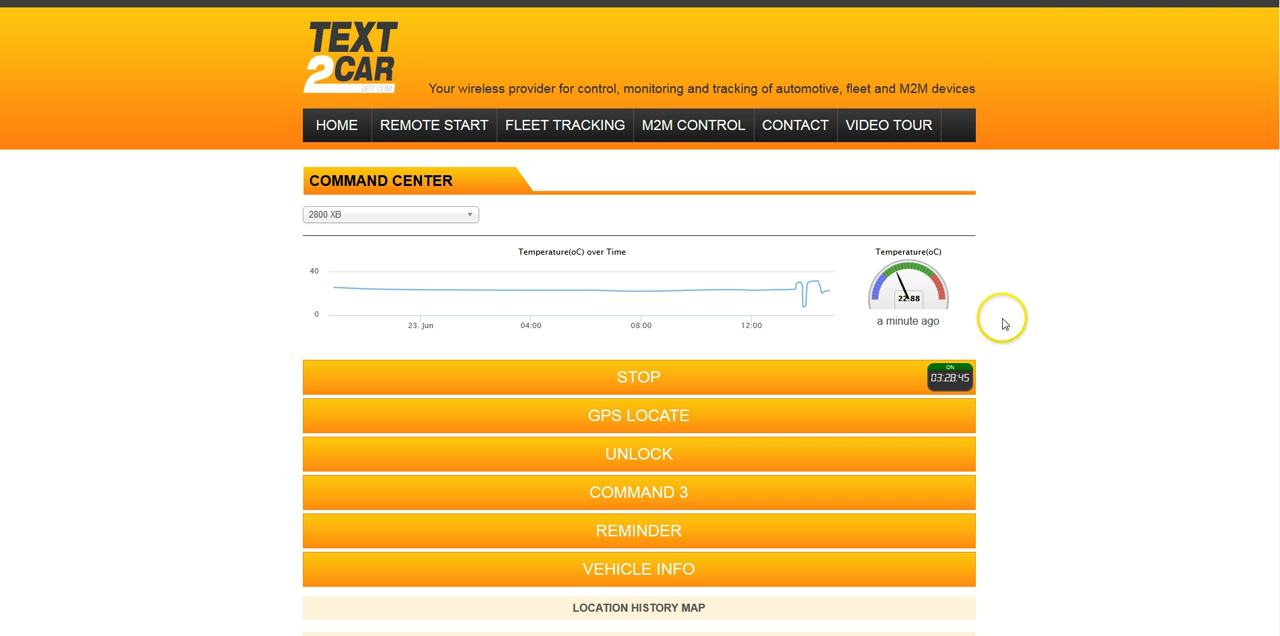 TEXT
2CAR
DOT COM
Your wireless provider for control, monitoring and tracking of automotive, fleet and M2M devices
HOME REMOTE START FLEET TRACKING M2M CONTROL CONTACT VIDEO TOUR
COMMAND CENTER
2800 XB
Temperature(oC) over Time
40
0
23. Jun 04:00 08:00 12:00
Temperature(oC)
22.88
a minute ago
STOP
ON
03:28:45
GPS LOCATE
UNLOCK
COMMAND 3
REMINDER
VEHICLE INFO
LOCATION HISTORY MAP